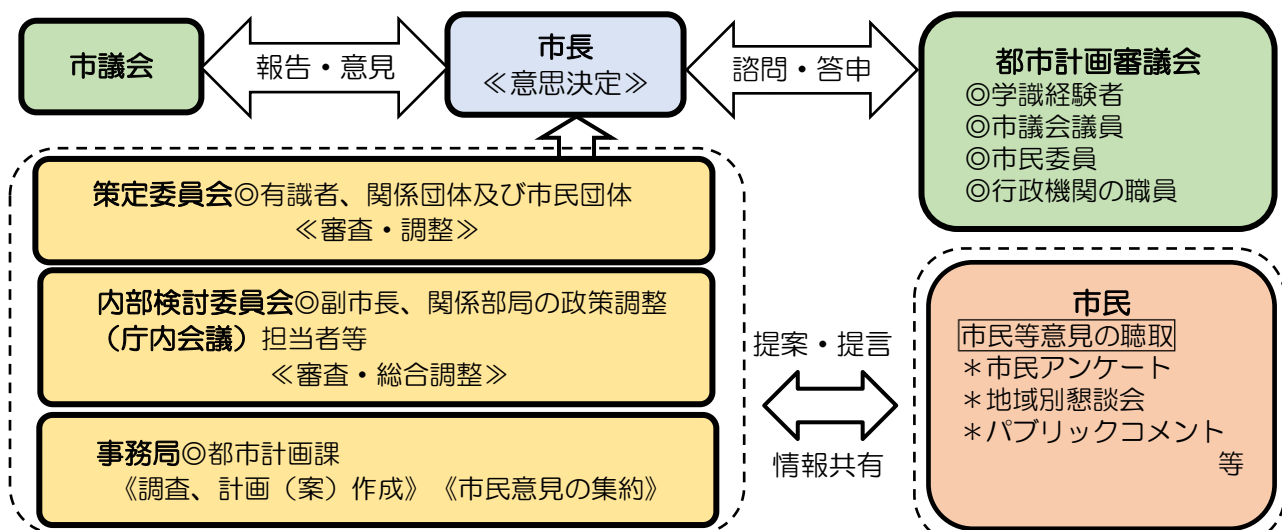 市議会
報告・意見
市長
≪意思決定≫
諮問・答申
都市計画審議会
◎学識経験者
◎市議会議員
◎市民委員
◎行政機関の職員
策定委員会◎有識者、関係団体及び市民団体
≪審査・調整≫
内部検討委員会◎副市長、関係部局の政策調整
（庁内会議）担当者等
≪審査・総合調整≫
事務局◎都市計画課
《調査、計画（案）作成》《市民意見の集約》
提案・提言
情報共有
市民
市民等意見の聴取
＊市民アンケート
＊地域別懇談会
＊パブリックコメント
等